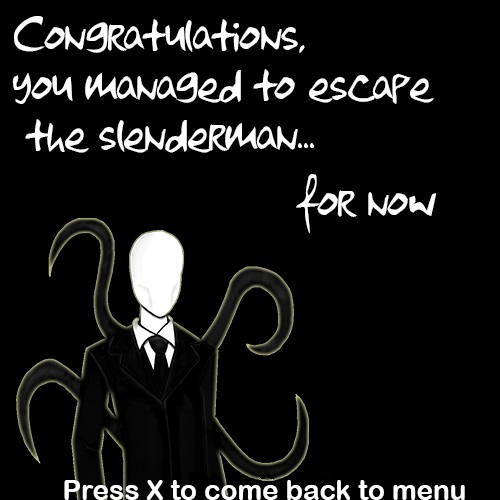 Congratulations,
you managed to escape
the slenderman...
for now
Press X to come back to menu